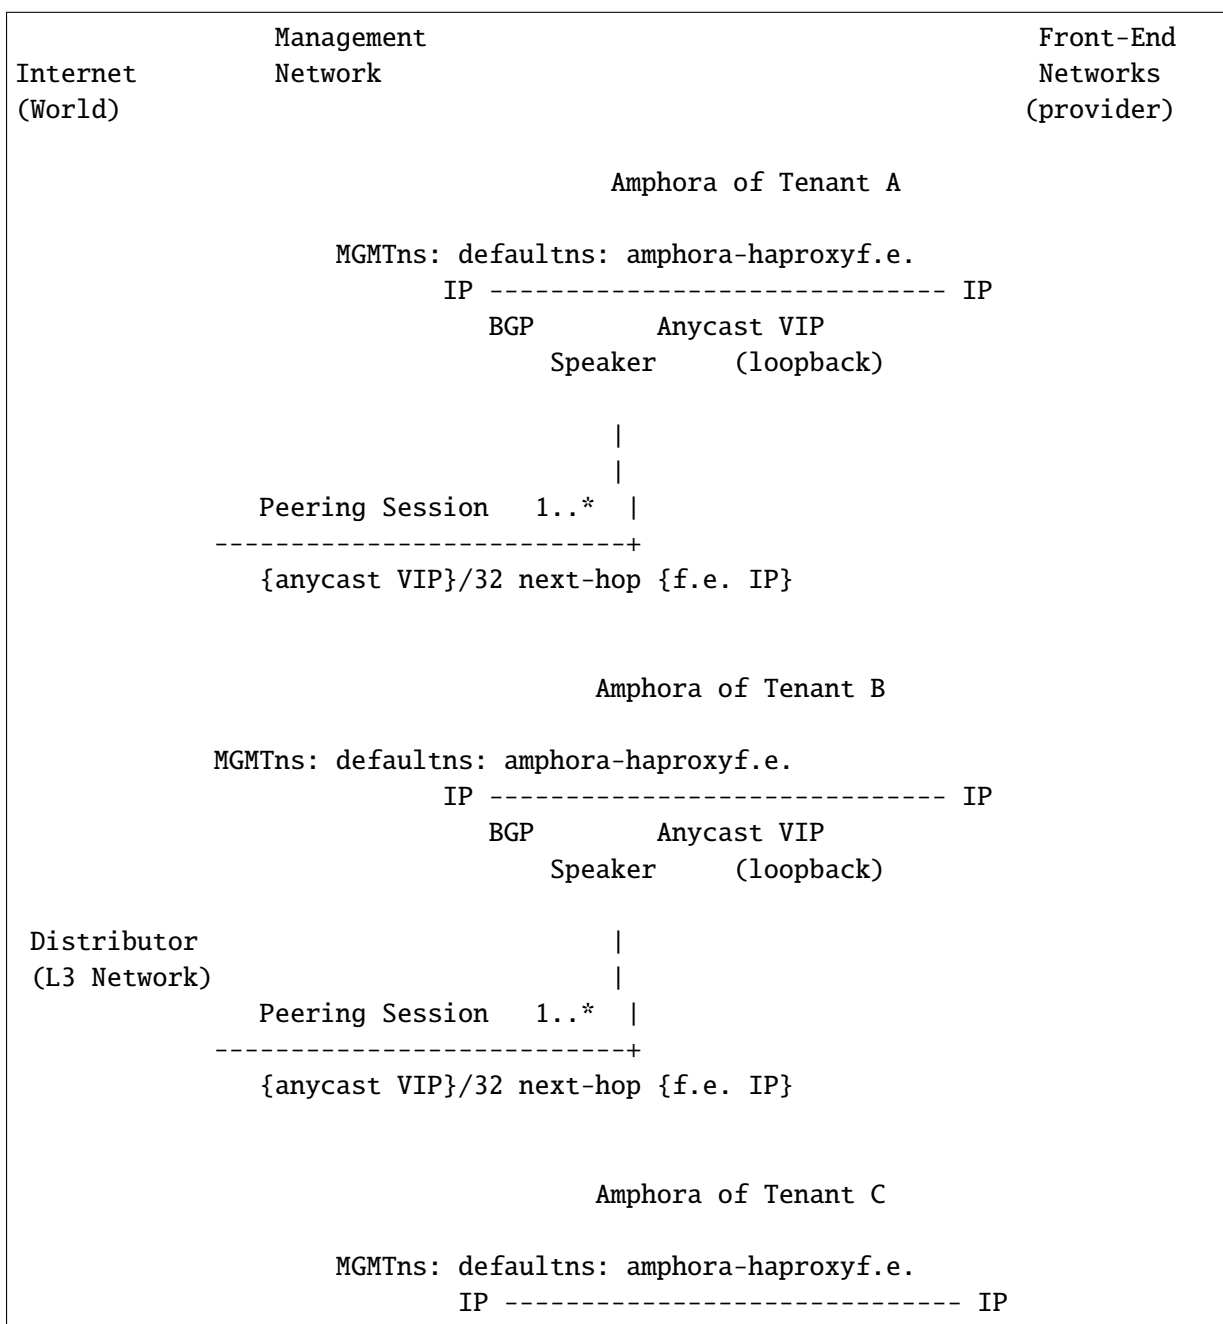 Management Front-End
Internet Network Networks
(World) (provider)
Amphora of Tenant A
MGMTns: defaultns: amphora-haproxyf.e.
IP ------------------------------ IP
BGP Anycast VIP
Speaker (loopback)
|
|
Peering Session 1..* |
---------------------------+
{anycast VIP}/32 next-hop {f.e. IP}
Amphora of Tenant B
MGMTns: defaultns: amphora-haproxyf.e.
IP ------------------------------ IP
BGP Anycast VIP
Speaker (loopback)
Distributor |
(L3 Network) |
Peering Session 1..* |
---------------------------+
{anycast VIP}/32 next-hop {f.e. IP}
Amphora of Tenant C
MGMTns: defaultns: amphora-haproxyf.e.
IP ------------------------------ IP